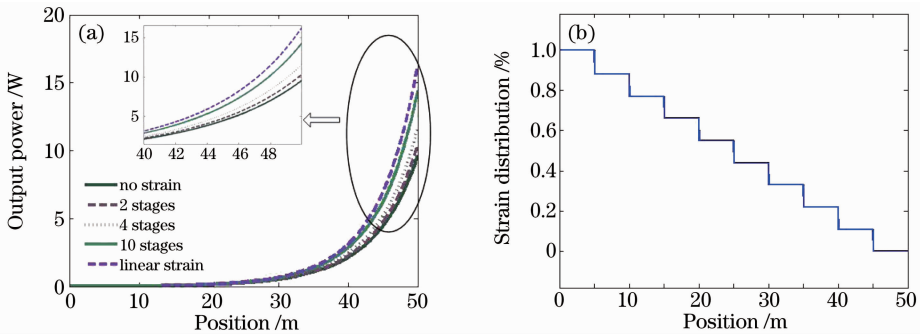 (a)
Output power /W
20
15
10
5
0
15
10
5
40 42 44 46 48
no strain
2 stages
4 stages
10 stages
linear strain
0 10 20 30 40 50
Position /m
(b)
Strain distribution /%
1.0
0.8
0.6
0.4
0.2
0
0 10 20 30 40 50
Position /m